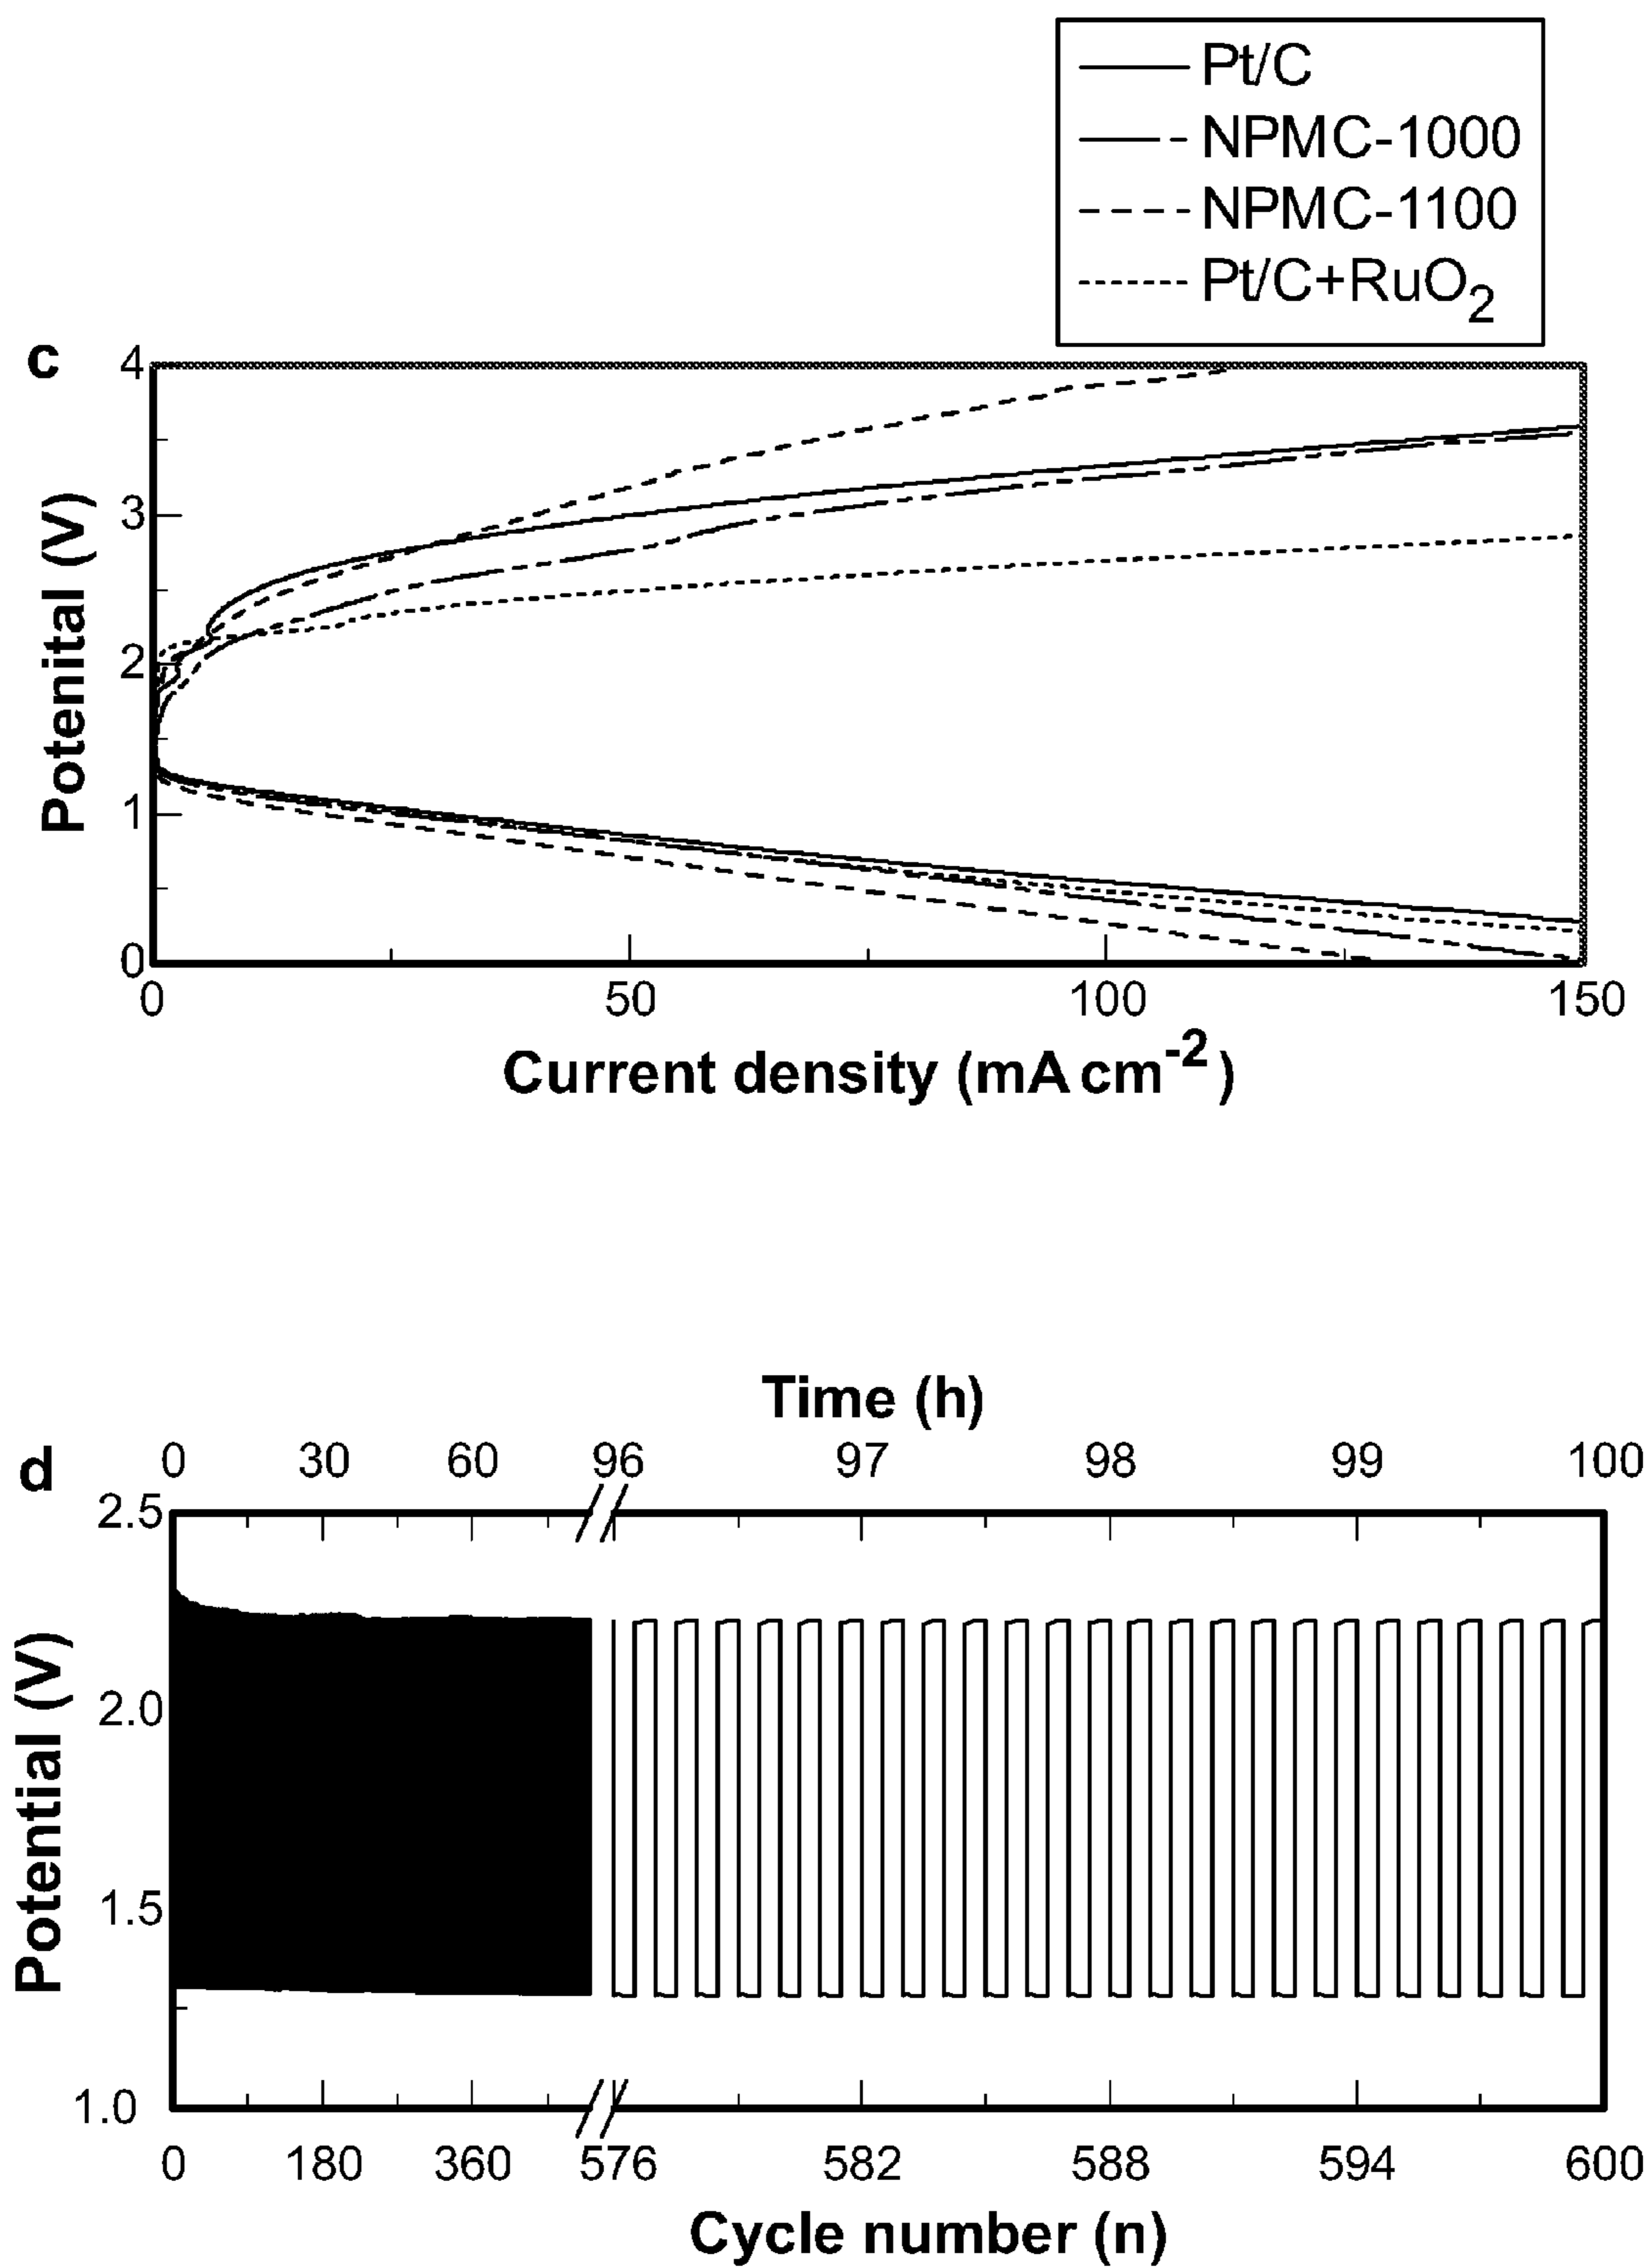 Pt/C
NPMC-1000
NPMC-1100
Pt/C+RuO2
c
4
3
2
1
0
Potenital (V)
0 50 100 150
Current density (mA cm-2)
Time (h)
d
0 30 60 96 97 98 99 100
2.5
2.0
1.5
1.0
Potential (V)
0 180 360 576 582 588 594 600
Cycle number (n)